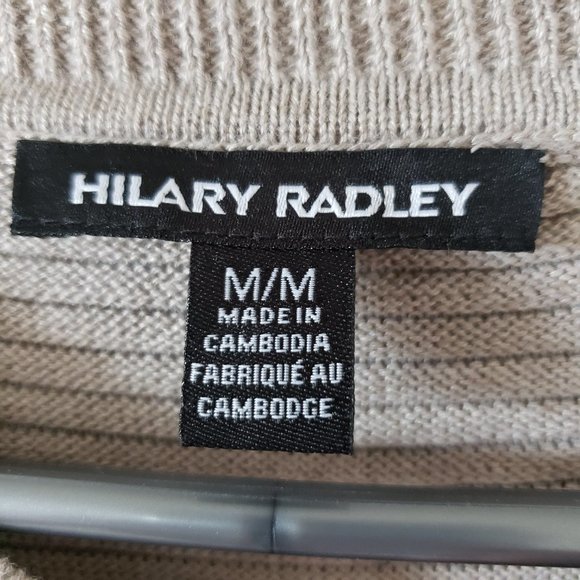 HILARY RADLEY
M/M
MADE IN
CAMBODIA
FABRIQUÉ AU
CAMBODGE